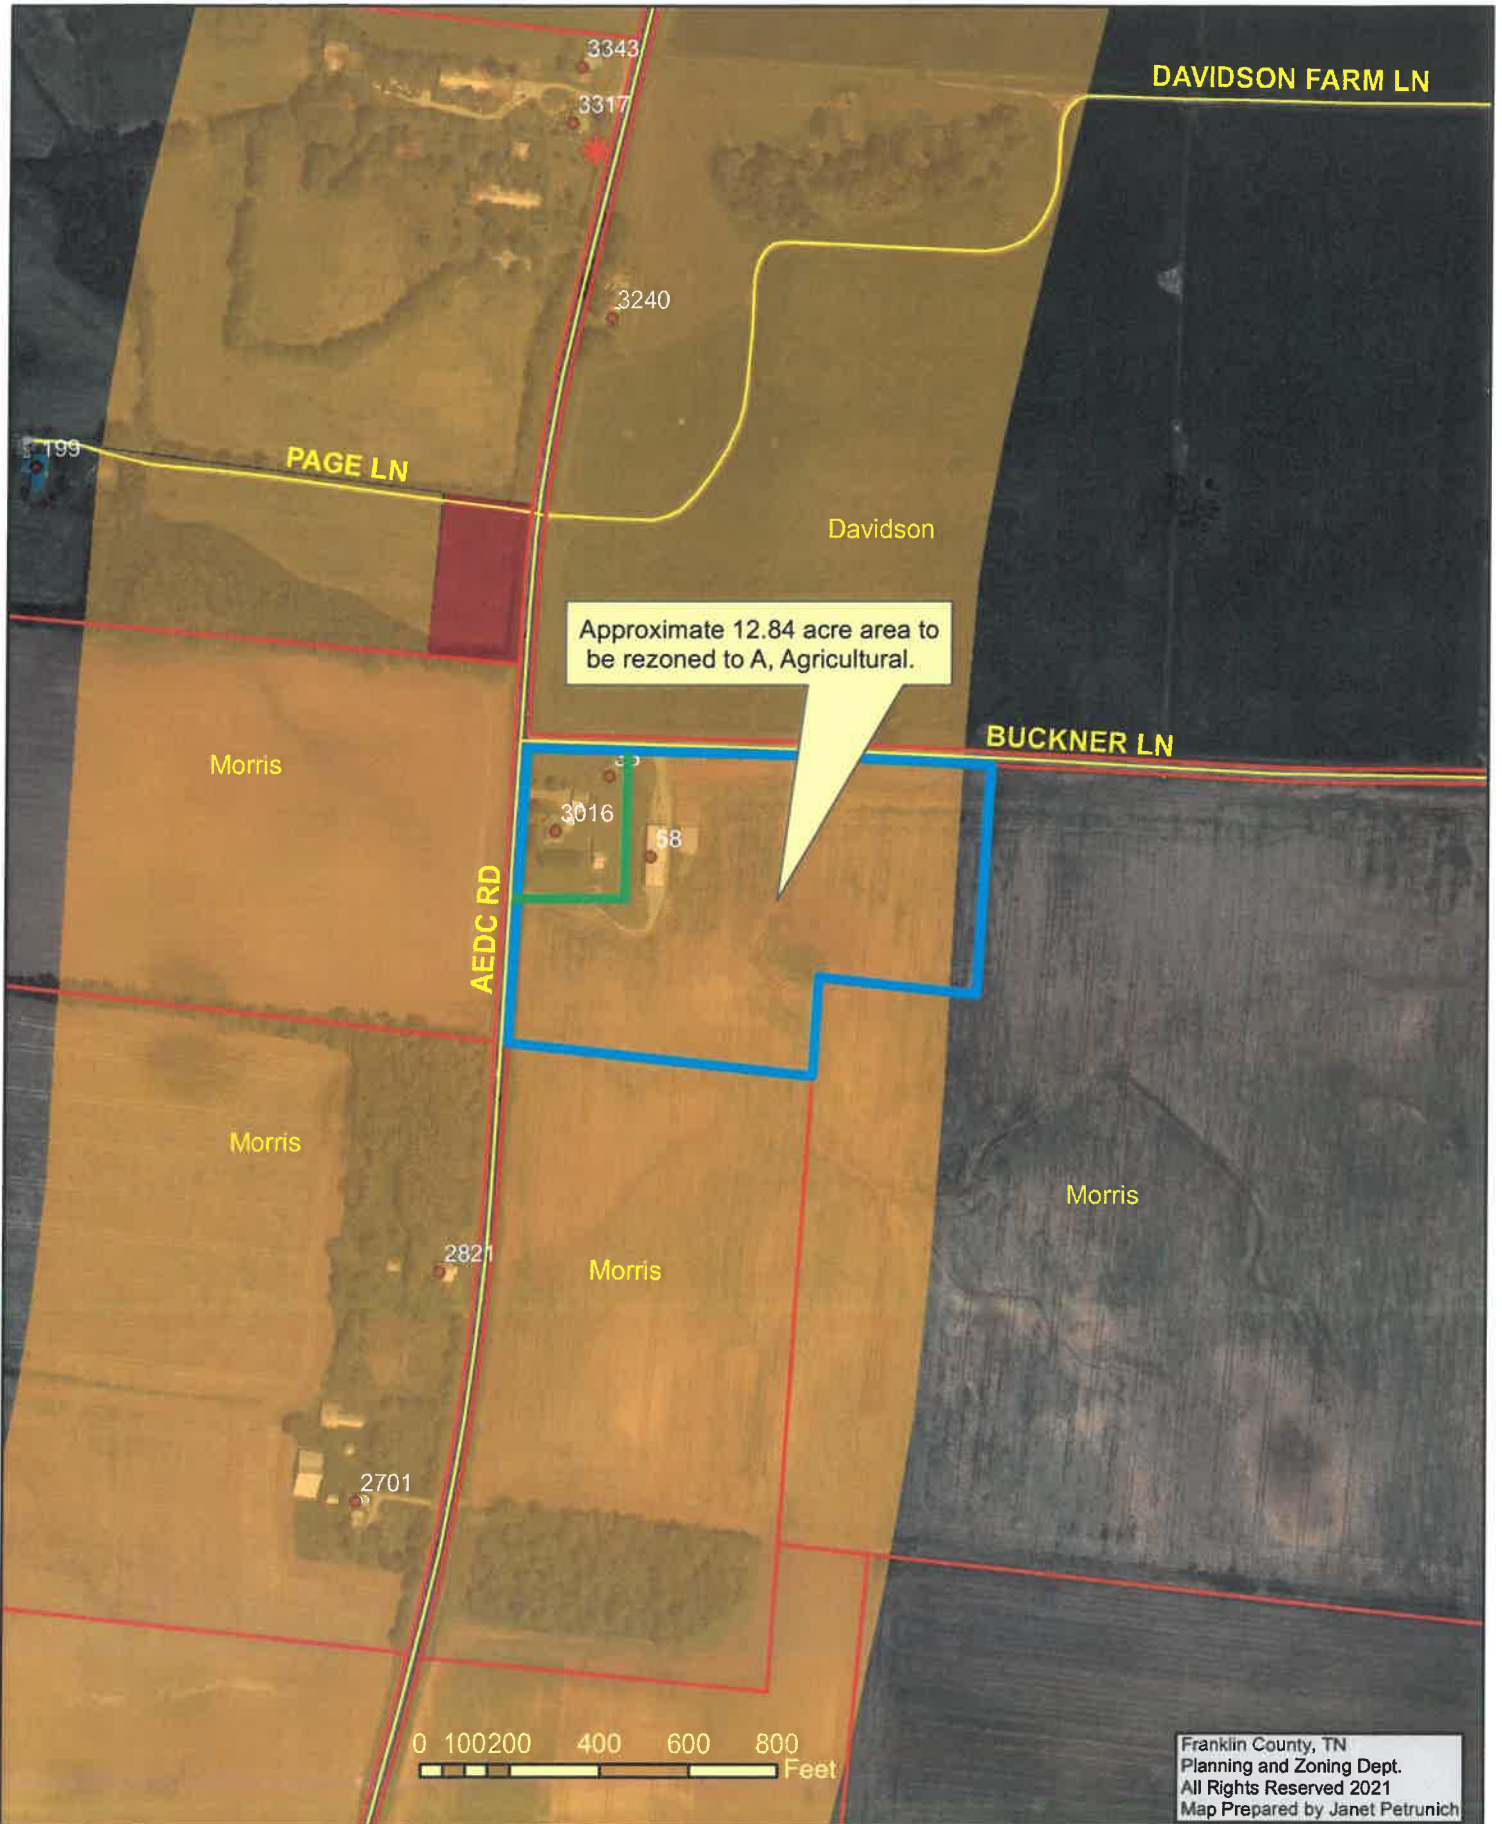 3343
DAVIDSON FARM LN
3317
3240
199
PAGE LN
Davidson
Approximate 12.84 acre area to
be rezoned to A, Agricultural.
BUCKNER LN
Morris
3016
58
AEDC RD
Morris
Morris
2821
Morris
2701
0 100 200 400 600 800
Feet
Franklin County, TN
Planning and Zoning Dept.
All Rights Reserved 2021
Map Prepared by Janet Petrunich